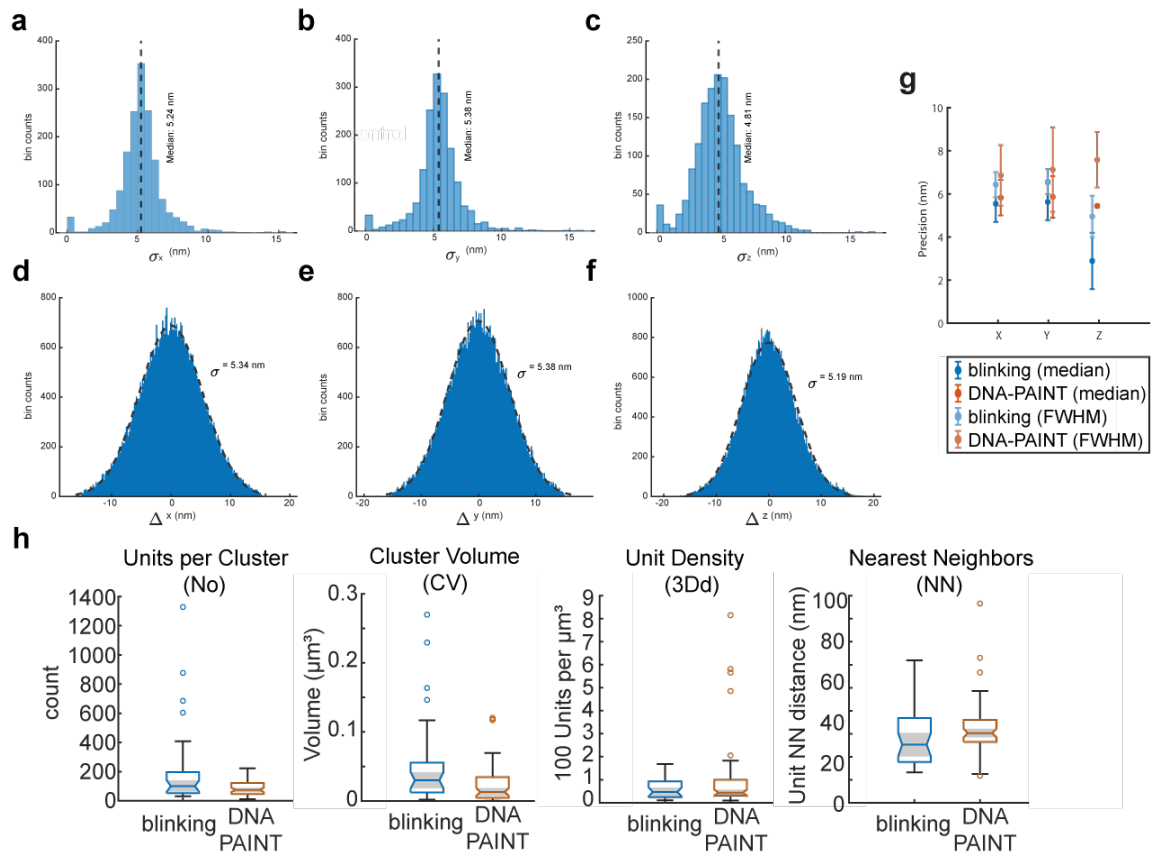 a
400
300
200
100
0
bin counts
Median: 5.24 nm
0
5
10
15
σx (nm)
b
400
300
200
100
0
bin counts
ontrol
Median: 5.38 nm
0
5
10
15
σy (nm)
c
250
200
150
100
50
0
bin counts
Median: 4.81 nm
0
5
10
15
σz (nm)
g
10
8
6
4
2
0
Precision (nm)
X
Y
Z
blinking (median)
DNA-PAINT (median)
blinking (FWHM)
DNA-PAINT (FWHM)
d
800
600
400
200
0
bin counts
σ = 5.34 nm
-10
0
10
20
Δ x (nm)
e
800
600
400
200
0
bin counts
σ = 5.38 nm
-20
-10
0
10
20
Δ y (nm)
f
1000
800
600
400
200
0
bin counts
σ = 5.19 nm
-20
-10
0
10
20
Δ z (nm)
h
Units per Cluster
(No)
1400
1200
1000
800
600
400
200
0
count
blinking
DNA
PAINT
Cluster Volume
(CV)
0.3
0.2
0.1
0
Volume (µm³)
blinking
DNA
PAINT
Unit Density
(3Dd)
9
8
7
6
5
4
3
2
1
0
100 Units per µm³
blinking
DNA
PAINT
Nearest Neighbors
(NN)
100
80
60
40
20
0
Unit NN distance (nm)
blinking
DNA
PAINT